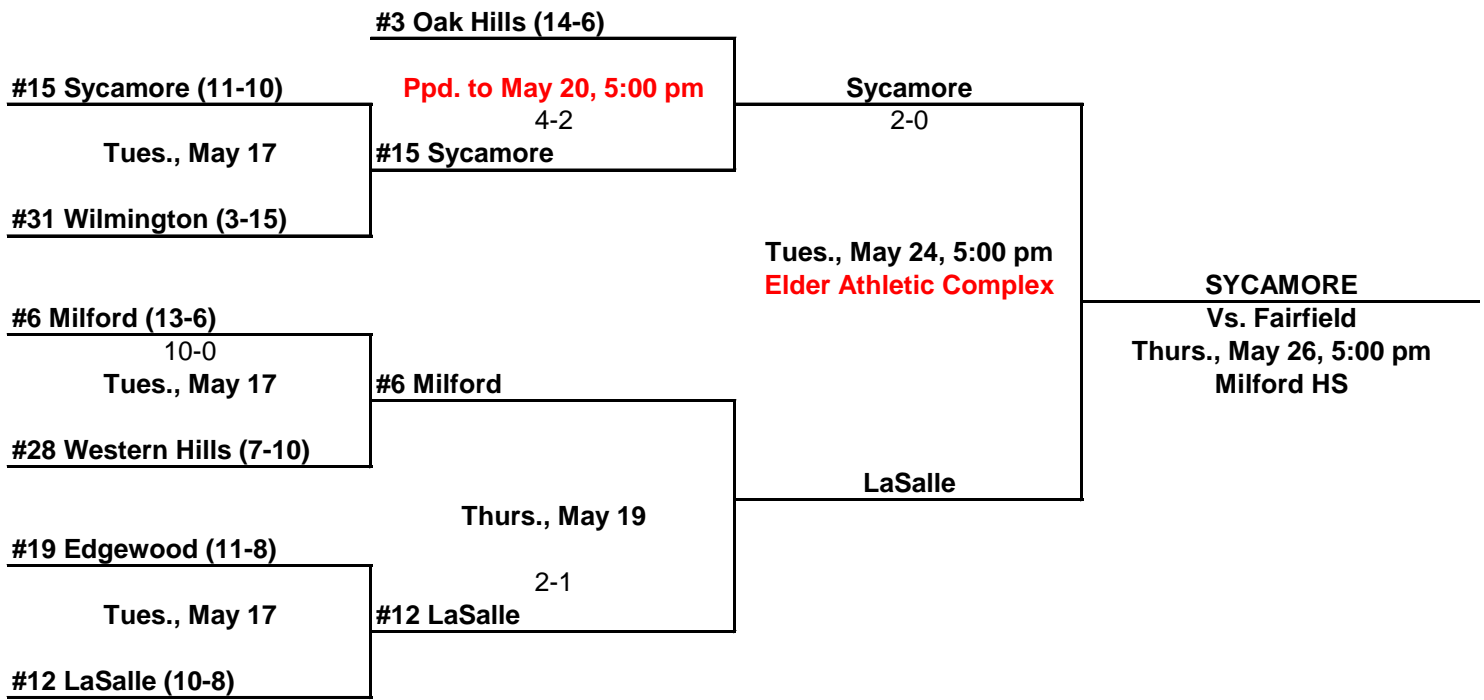 #3 Oak Hills (14-6)
#15 Sycamore (11-10)
Ppd. to May 20, 5:00 pm
Sycamore
4-2
2-0
Tues., May 17
#15 Sycamore
#31 Wilmington (3-15)
Tues., May 24, 5:00 pm
Elder Athletic Complex
SYCAMORE
#6 Milford (13-6)
Vs. Fairfield
10-0
Thurs., May 26, 5:00 pm
Tues., May 17
#6 Milford
Milford HS
#28 Western Hills (7-10)
LaSalle
Thurs., May 19
#19 Edgewood (11-8)
2-1
Tues., May 17
#12 LaSalle
#12 LaSalle (10-8)